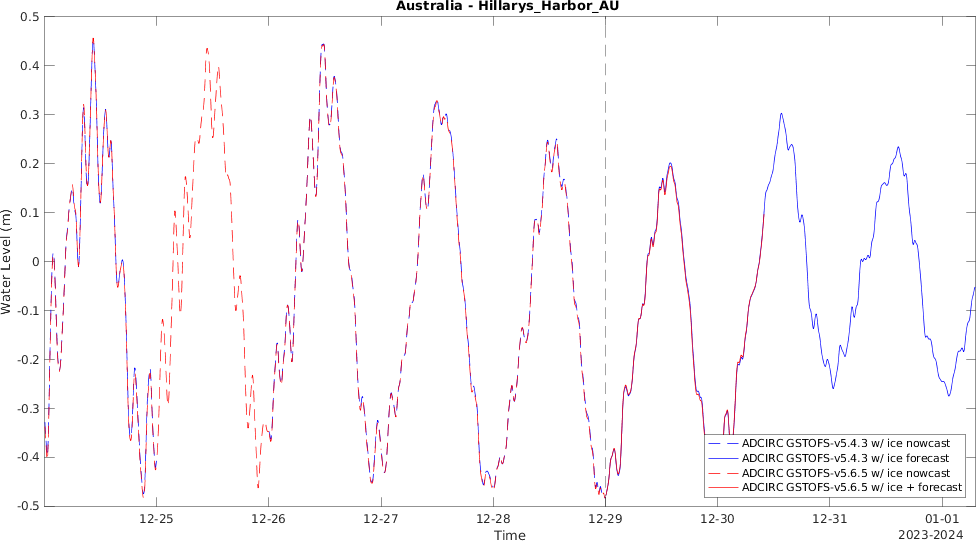 Australia - Hillarys_Harbor_AU
0.5
0.4
0.3
0.2
0.1
0
-0.1
-0.2
-0.3
-0.4
-0.5
Water Level (m)
ADCIRC GSTOFS-v5.4.3 w/ ice nowcast
ADCIRC GSTOFS-v5.4.3 w/ ice forecast
ADCIRC GSTOFS-v5.6.5 w/ ice nowcast
ADCIRC GSTOFS-v5.6.5 w/ ice + forecast
12-25 12-26 12-27 12-28 12-29 12-30 12-31 01-01
Time
2023-2024